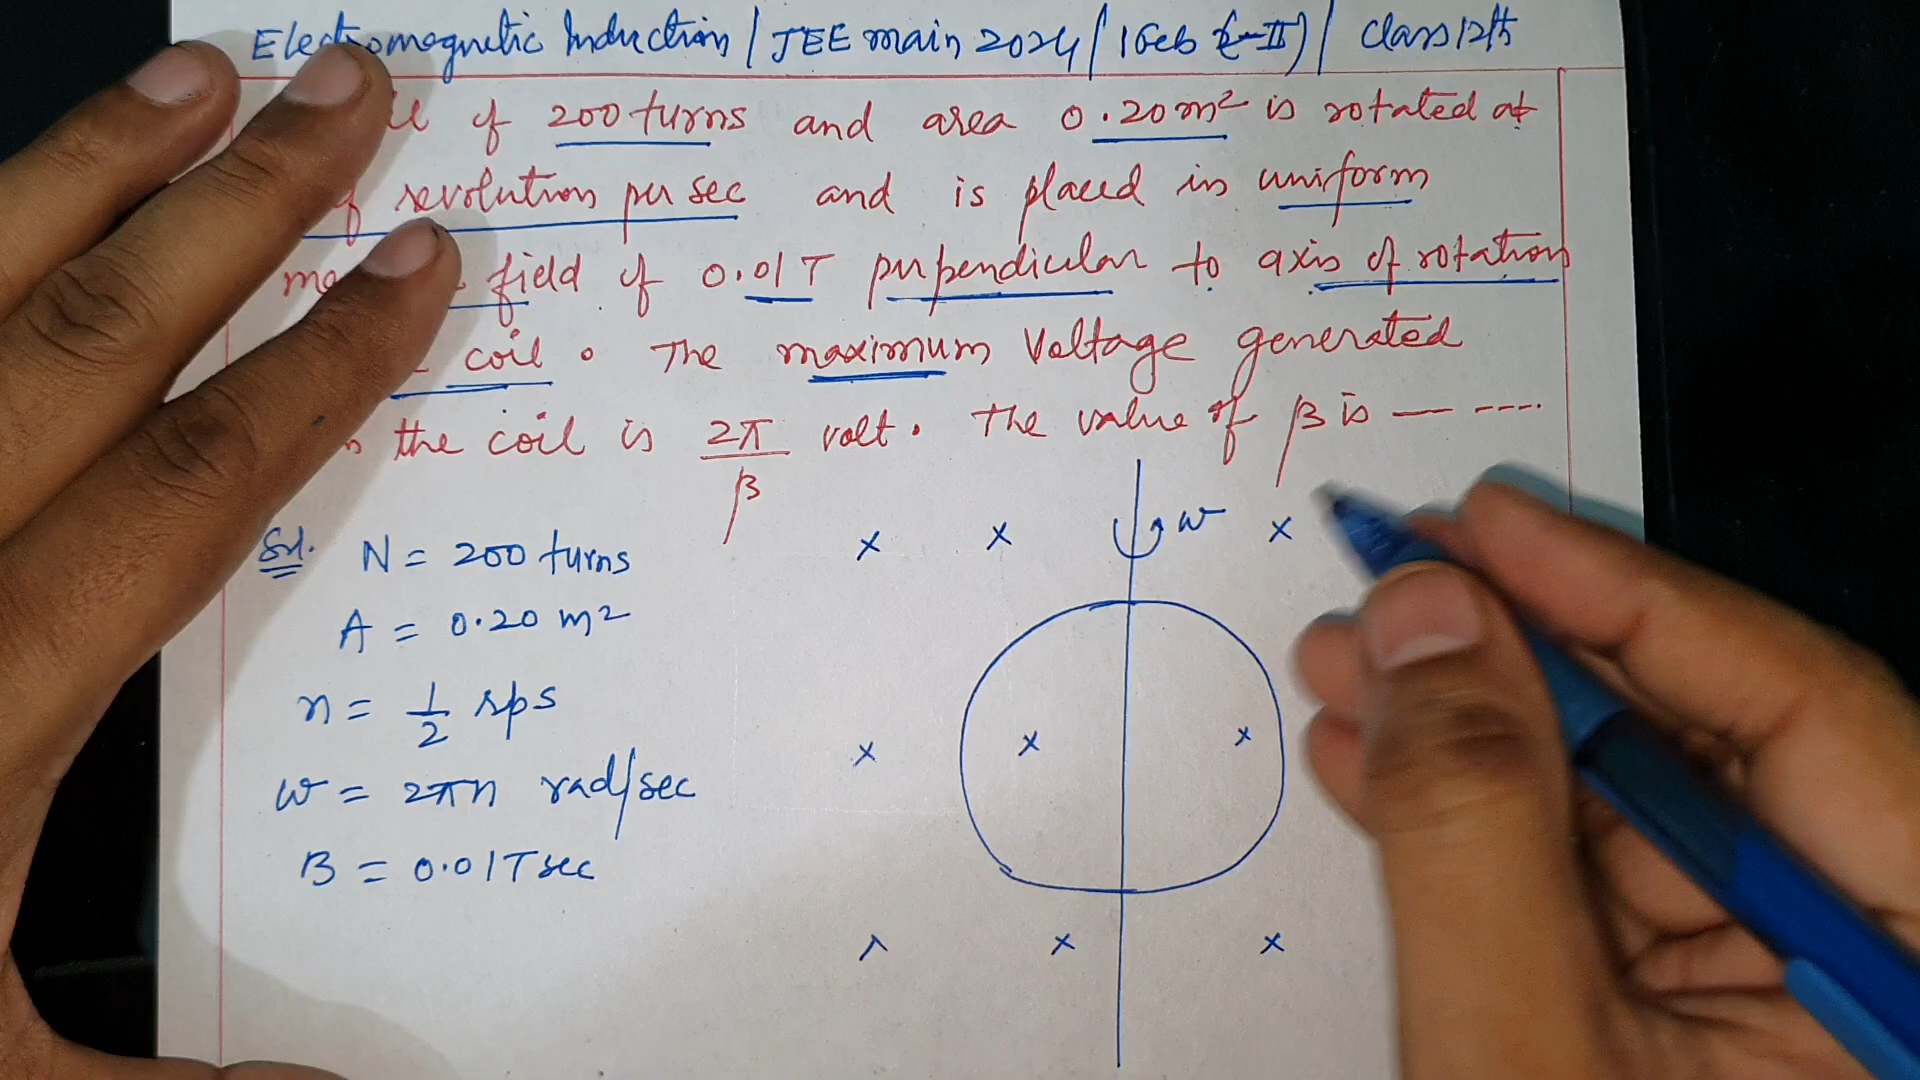 Electromagnetic Induction / JEE main 2024 / 1 Feb (-II) / Class 12th
of 200 turns and area 0.20 m² is rotated at
revolution per sec and is placed in uniform
field of 0.01T perpendicular to axis of rotation
coil. The maximum Voltage generated
the coil is 2π/β volt. The value of β is — ----.
Sol. N = 200 turns
A = 0.20 m²
n = 1/2 rps
w = 2πn rad/sec
B = 0.01 T sec
w
x x x
x x x
x x